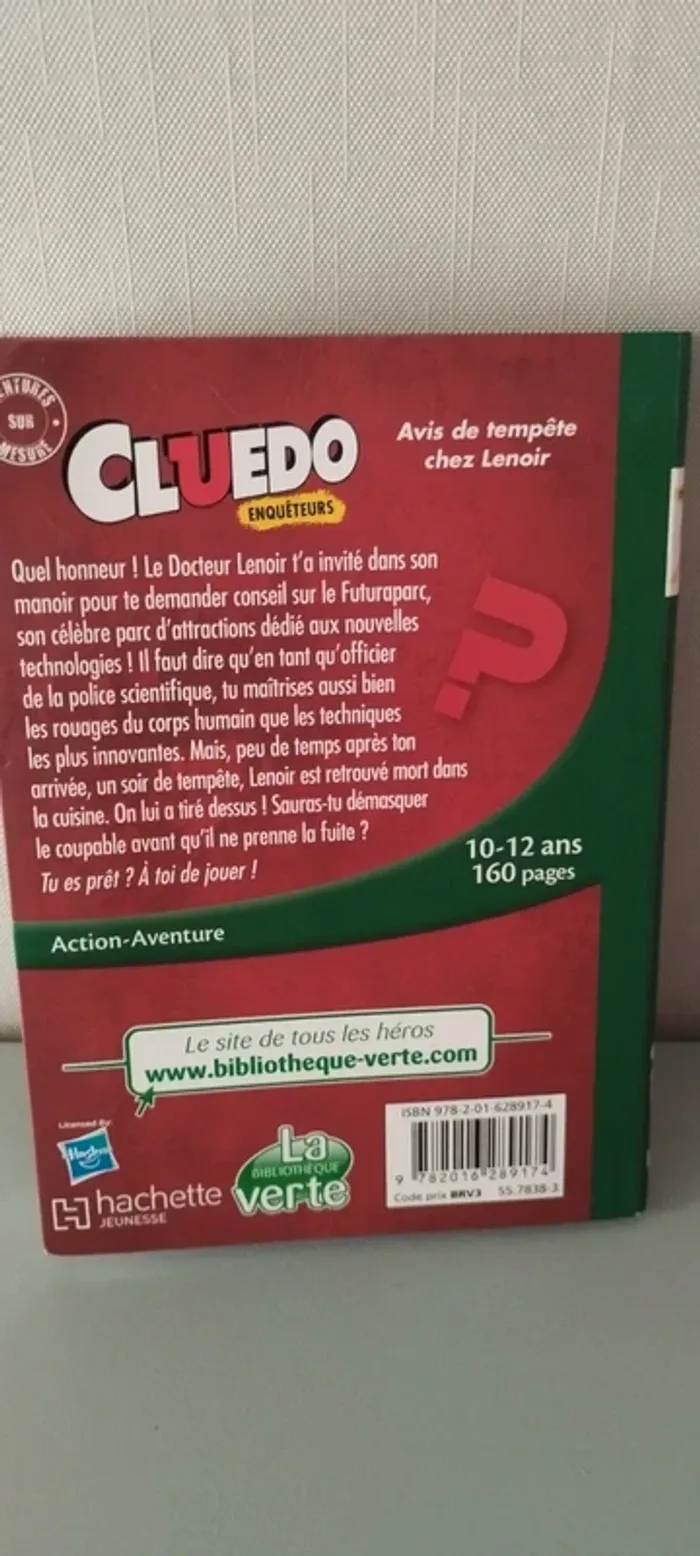 SUR
CLUEDO
ENQUÊTEURS
Avis de tempête
chez Lenoir
Quel honneur ! Le Docteur Lenoir t'a invité dans son
manoir pour te demander conseil sur le Futuraparc,
son célèbre parc d'attractions dédié aux nouvelles
technologies ! Il faut dire qu'en tant qu'officier
de la police scientifique, tu maîtrises aussi bien
les rouages du corps humain que les techniques
les plus innovantes. Mais, peu de temps après ton
arrivée, un soir de tempête, Lenoir est retrouvé mort dans
la cuisine. On lui a tiré dessus ! Sauras-tu démasquer
le coupable avant qu'il ne prenne la fuite ?
Tu es prêt ? À toi de jouer !
?
10-12 ans
160 pages
Action-Aventure
Le site de tous les héros
www.bibliotheque-verte.com
Licensed By:
Hasbro
hachette
JEUNESSE
La
BIBLIOTHÈQUE
verte
ISBN 978-2-01-628917-4
9 782016 289174
Code prix BRV3 55.7838-3